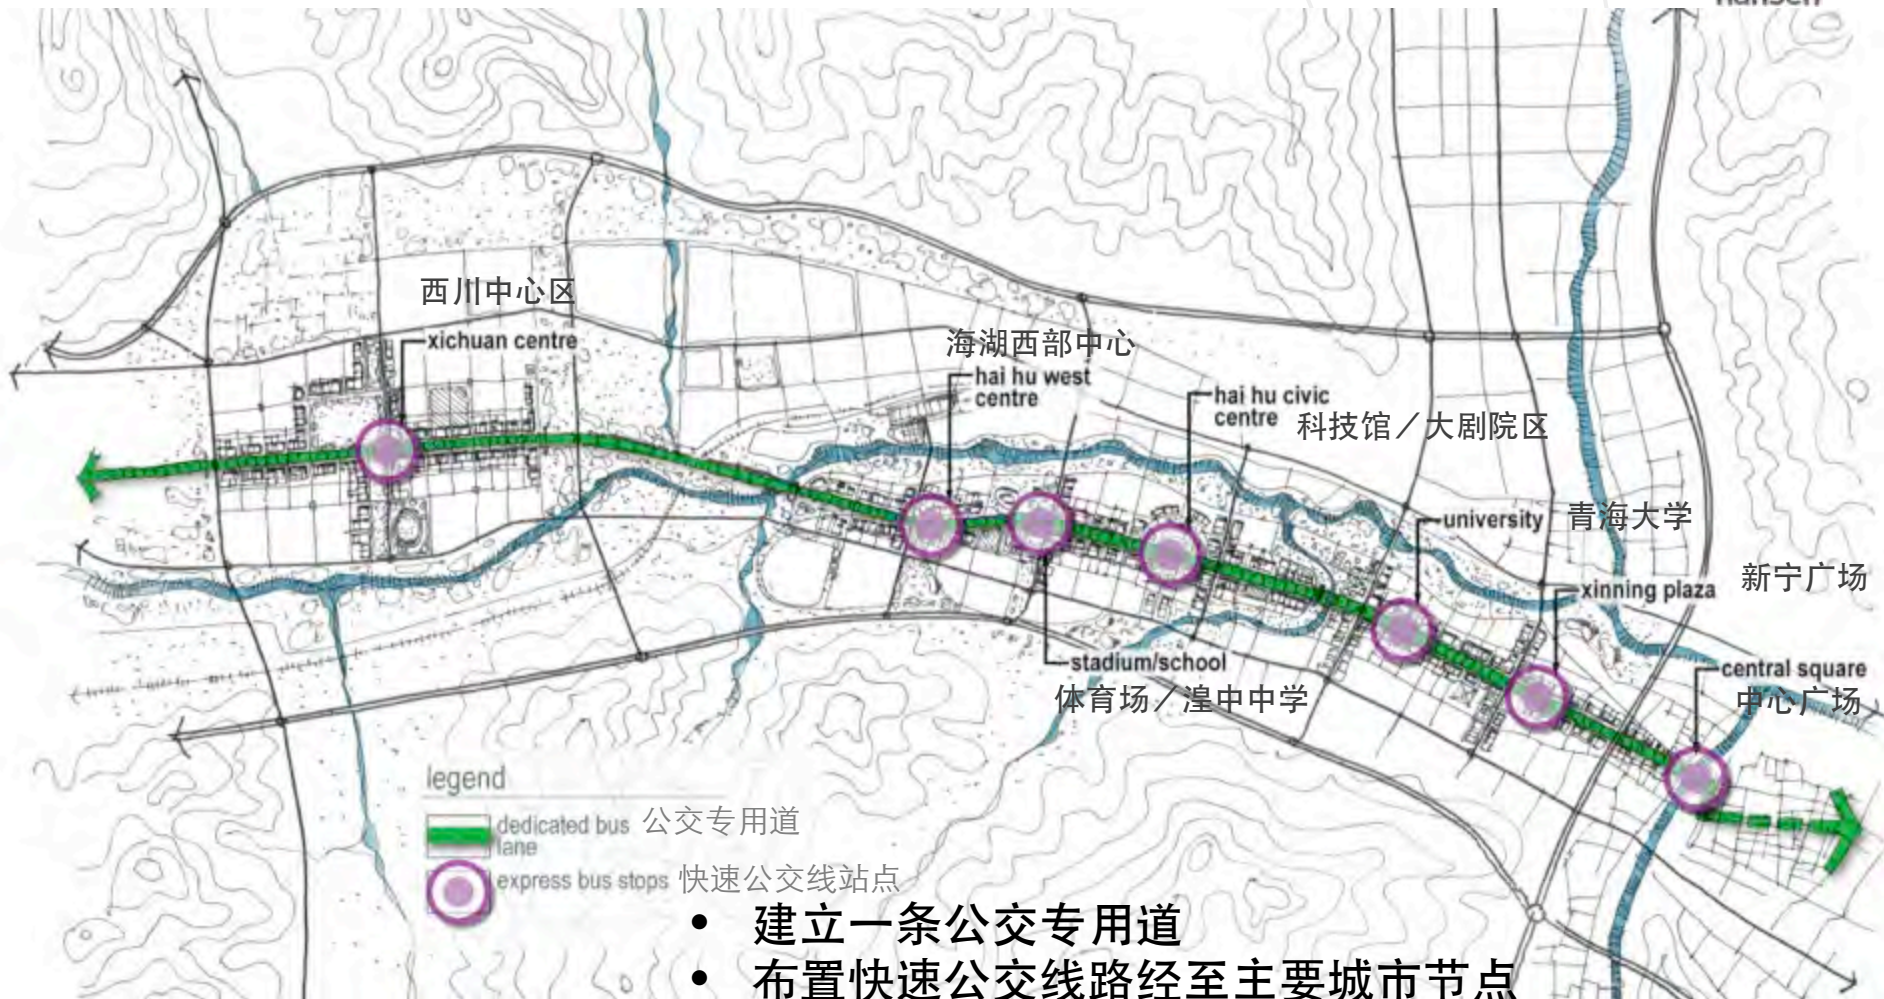 西川中心区
xichuan centre
海湖西部中心
hai hu west
centre
hai hu civic
centre
科技馆／大剧院区
university
青海大学
xinning plaza
新宁广场
stadium/school
体育场／湟中中学
central square
中心广场
legend
dedicated bus
lane
公交专用道
express bus stops
快速公交线站点
• 建立一条公交专用道
• 布置快速公交线路经至主要城市节点